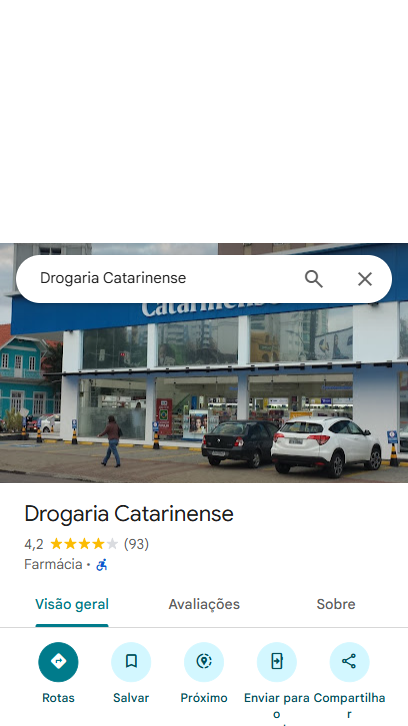 Drogaria Catarinense
Catarinense
Drogaria Catarinense
4,2 (93)
Farmácia ·
Visão geral Avaliações Sobre
Rotas Salvar Próximo Enviar para o Compartilhar